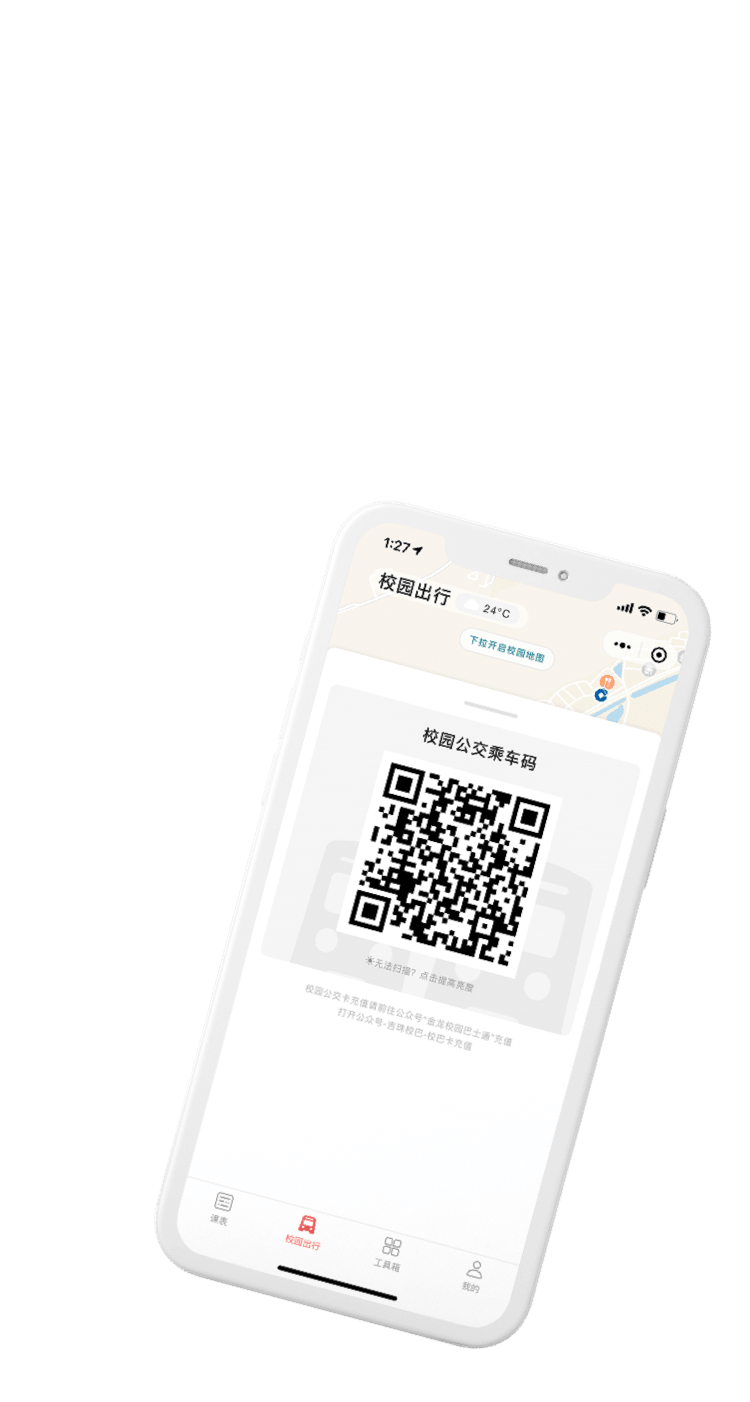 1:27
校园出行
24°C
下拉开启校园地图
校园公交乘车码
无法扫描？点击提高亮度
校园公交卡充值请前往公众号“金龙校园巴士通”充值
打开公众号-吉珠校巴-校巴卡充值
课表
校园出行
工具箱
我的